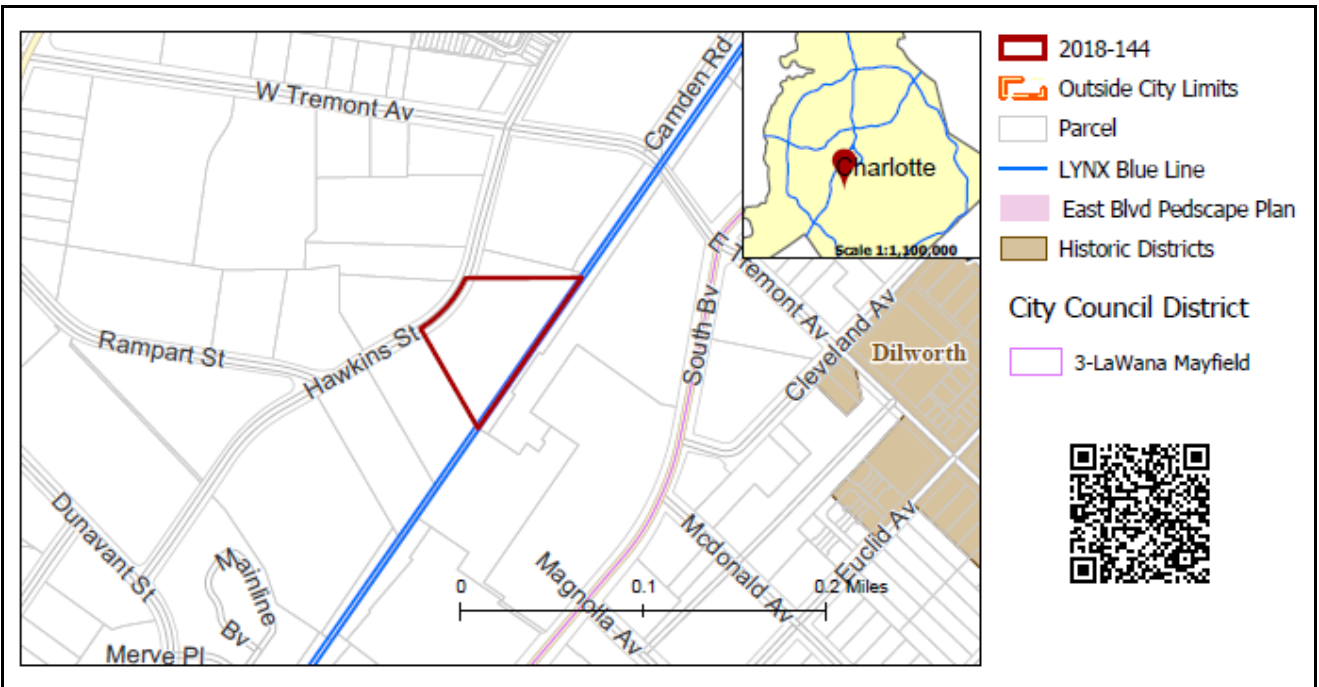 W Tremont Av
Camden Rd
Charlotte
Scale 1:1,100,000
E Tremont Av
South Bv
Cleveland Av
Dilworth
Rampart St
Hawkins St
Dunavant St
Mainline Bv
Merve Pl
Magnolia Av
Mcdonald Av
Euclid Av
0 0.1 0.2 Miles
2018-144
Outside City Limits
Parcel
LYNX Blue Line
East Blvd Pedscape Plan
Historic Districts
City Council District
3-LaWana Mayfield